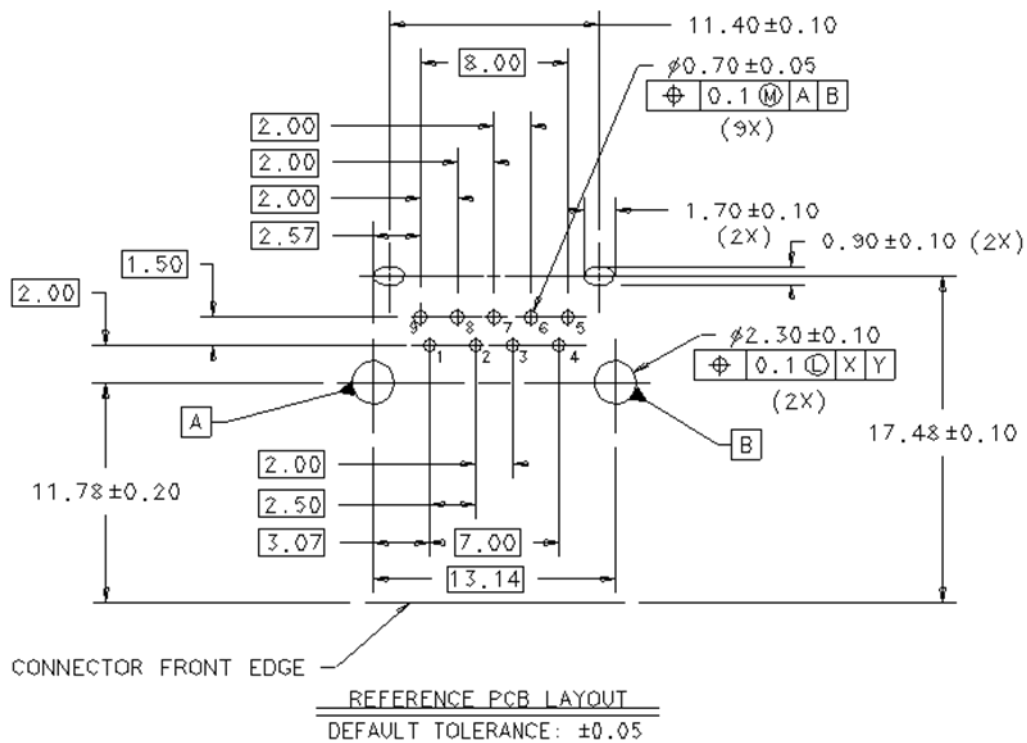 11.40±0.10
8.00
⌀0.70±0.05
⌖ 0.1 Ⓜ A B
(9X)
2.00
2.00
2.00
2.57
1.70±0.10
(2X)
0.90±0.10 (2X)
1.50
2.00
9 8 7 6 5
1 2 3 4
⌀2.30±0.10
⌖ 0.1 Ⓛ X Y
(2X)
A
B
17.48±0.10
2.00
11.78±0.20
2.50
3.07
7.00
13.14
CONNECTOR FRONT EDGE
REFERENCE PCB LAYOUT
DEFAULT TOLERANCE: ±0.05